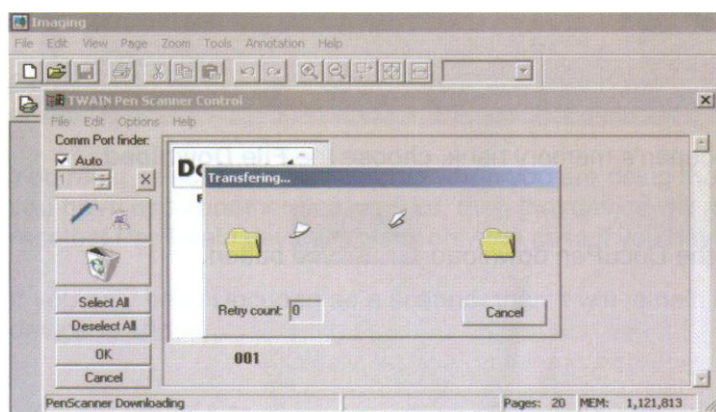 Imaging
File Edit View Page Zoom Tools Annotation Help
TWAIN Pen Scanner Control
File Edit Options Help
Comm Port finder:
Auto
1
Transfering...
Retry count: 0
Cancel
Select All
Deselect All
OK
Cancel
001
PenScanner Downloading
Pages: 20 MEM: 1,121,813